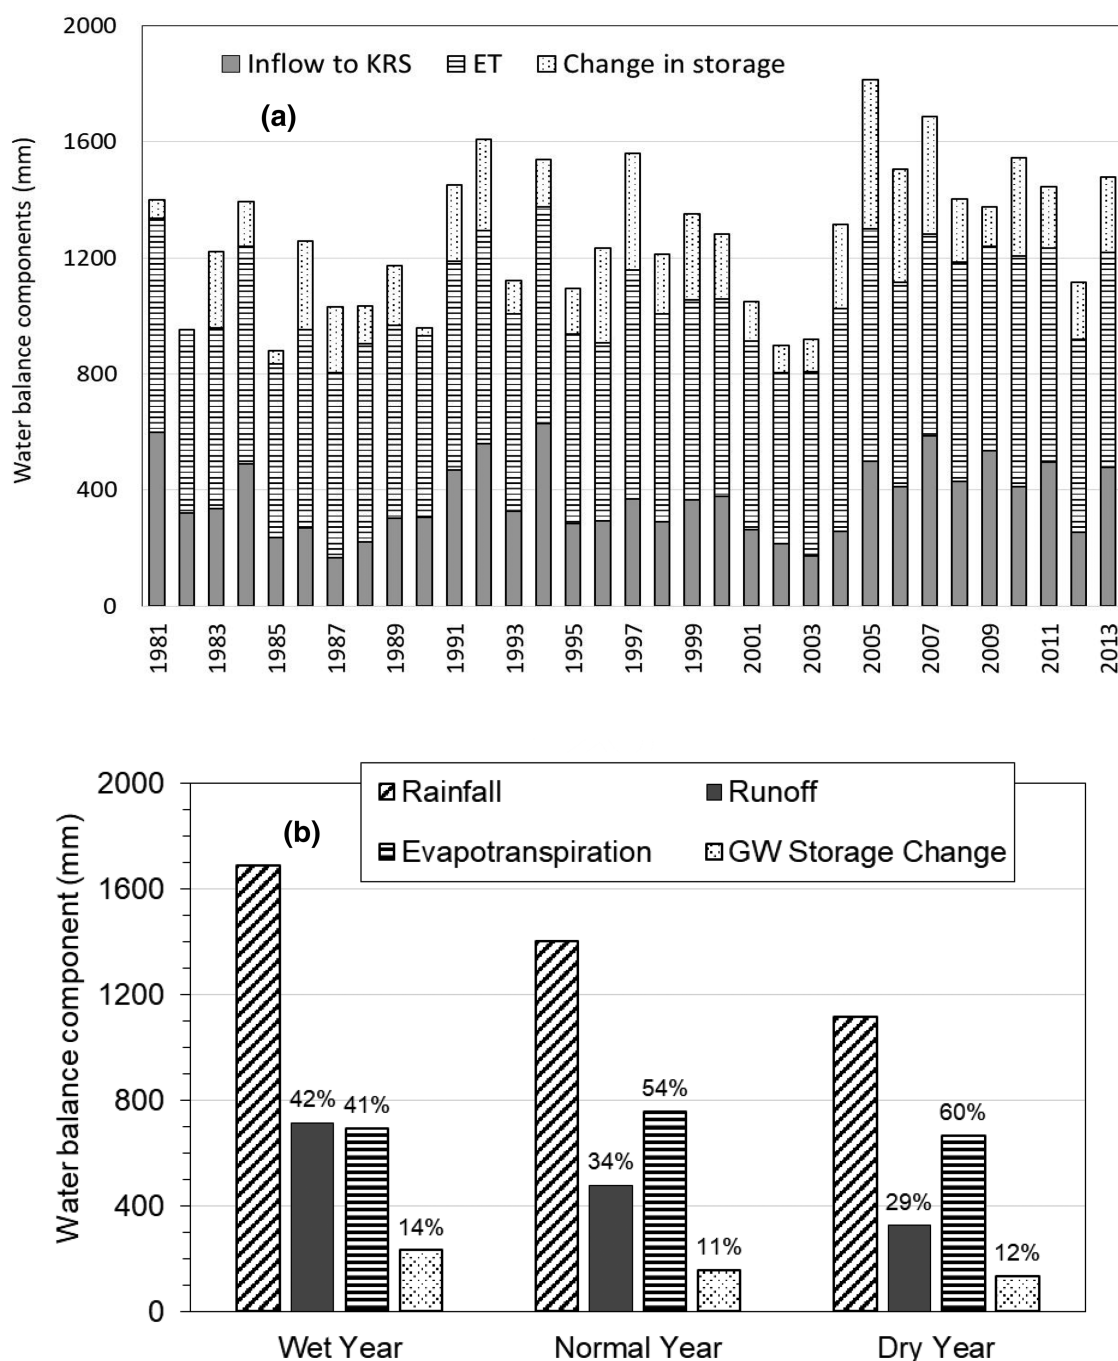 2000
Inflow to KRS ET Change in storage
(a)
1600
1200
800
400
0
Water balance components (mm)
1981 1983 1985 1987 1989 1991 1993 1995 1997 1999 2001 2003 2005 2007 2009 2011 2013
2000
Rainfall Runoff
(b)
Evapotranspiration GW Storage Change
1600
1200
800
400
0
Water balance component (mm)
42% 41% 14%
34% 54% 11%
29% 60% 12%
Wet Year Normal Year Dry Year